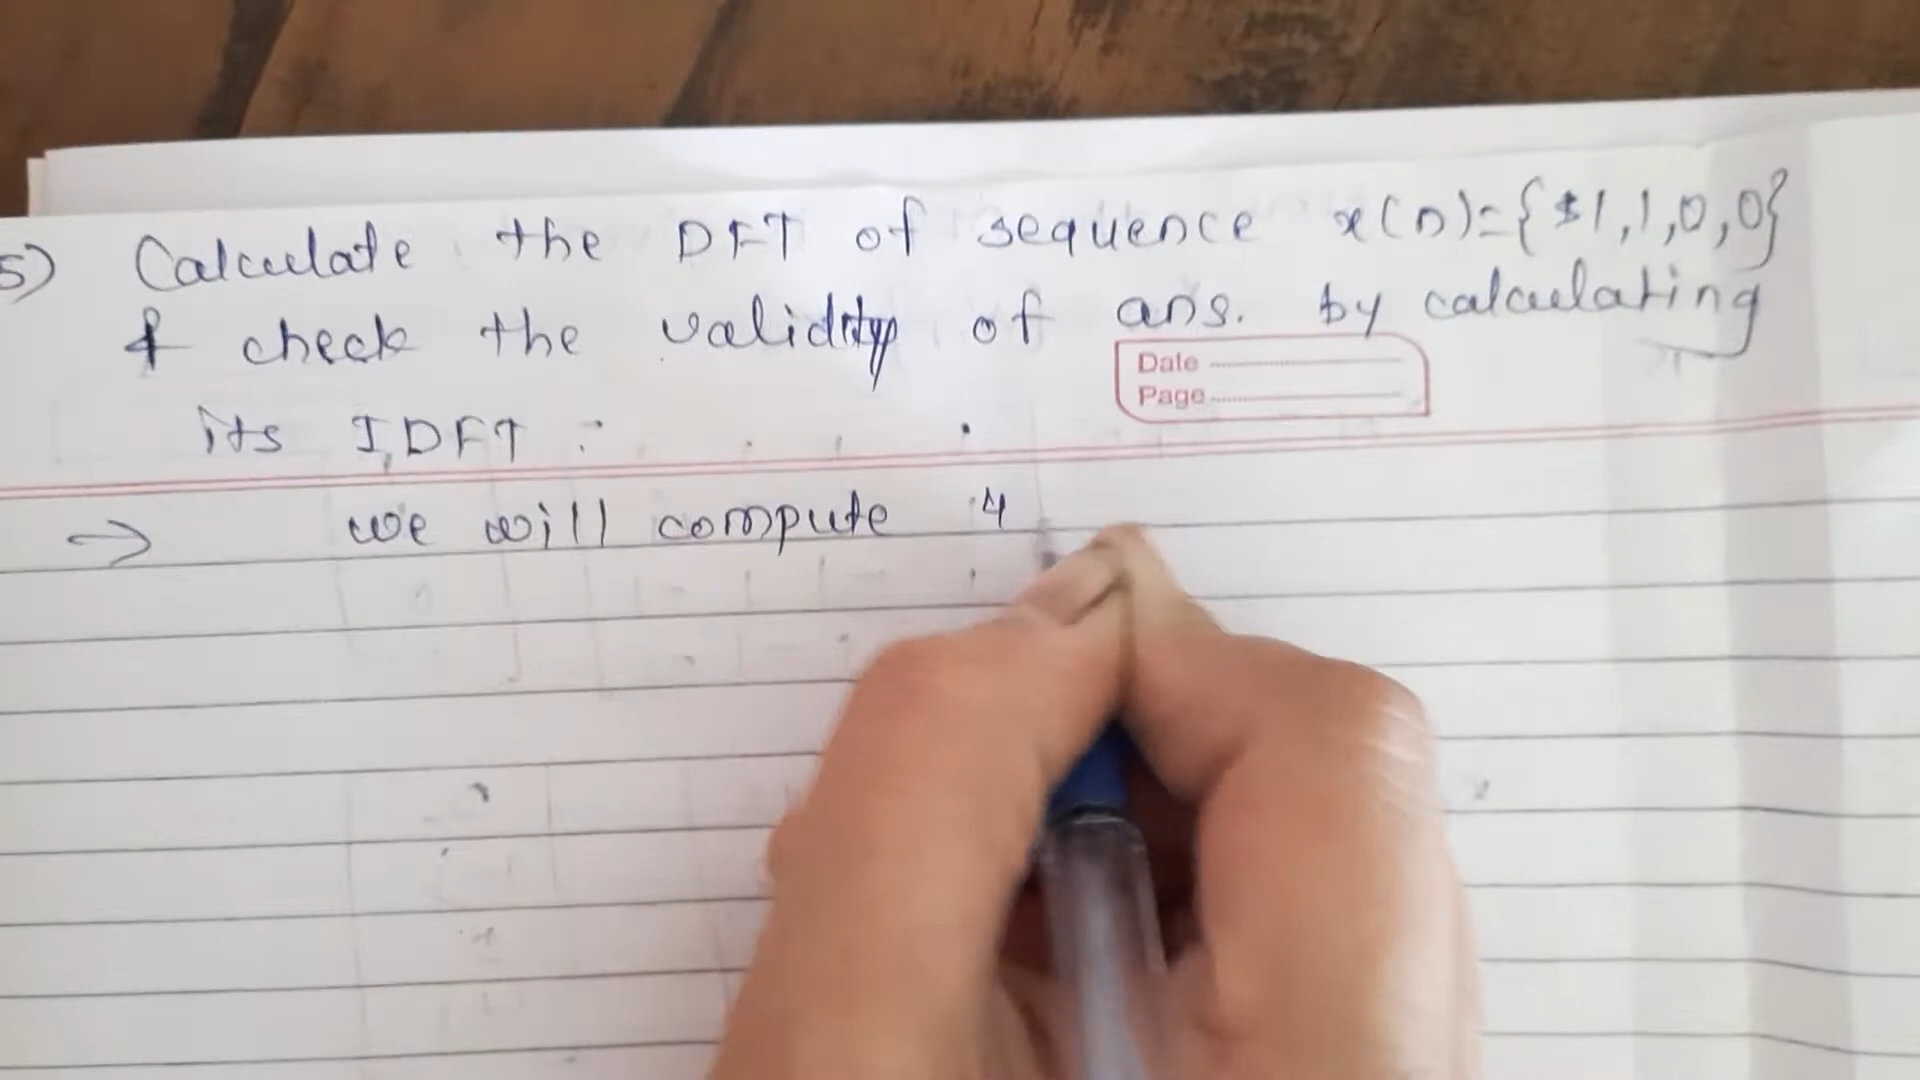 5) Calculate the DFT of sequence x(n)={1,1,0,0}
& check the validity of ans. by calculating
Date
Page
its IDFT :
→ we will compute 4